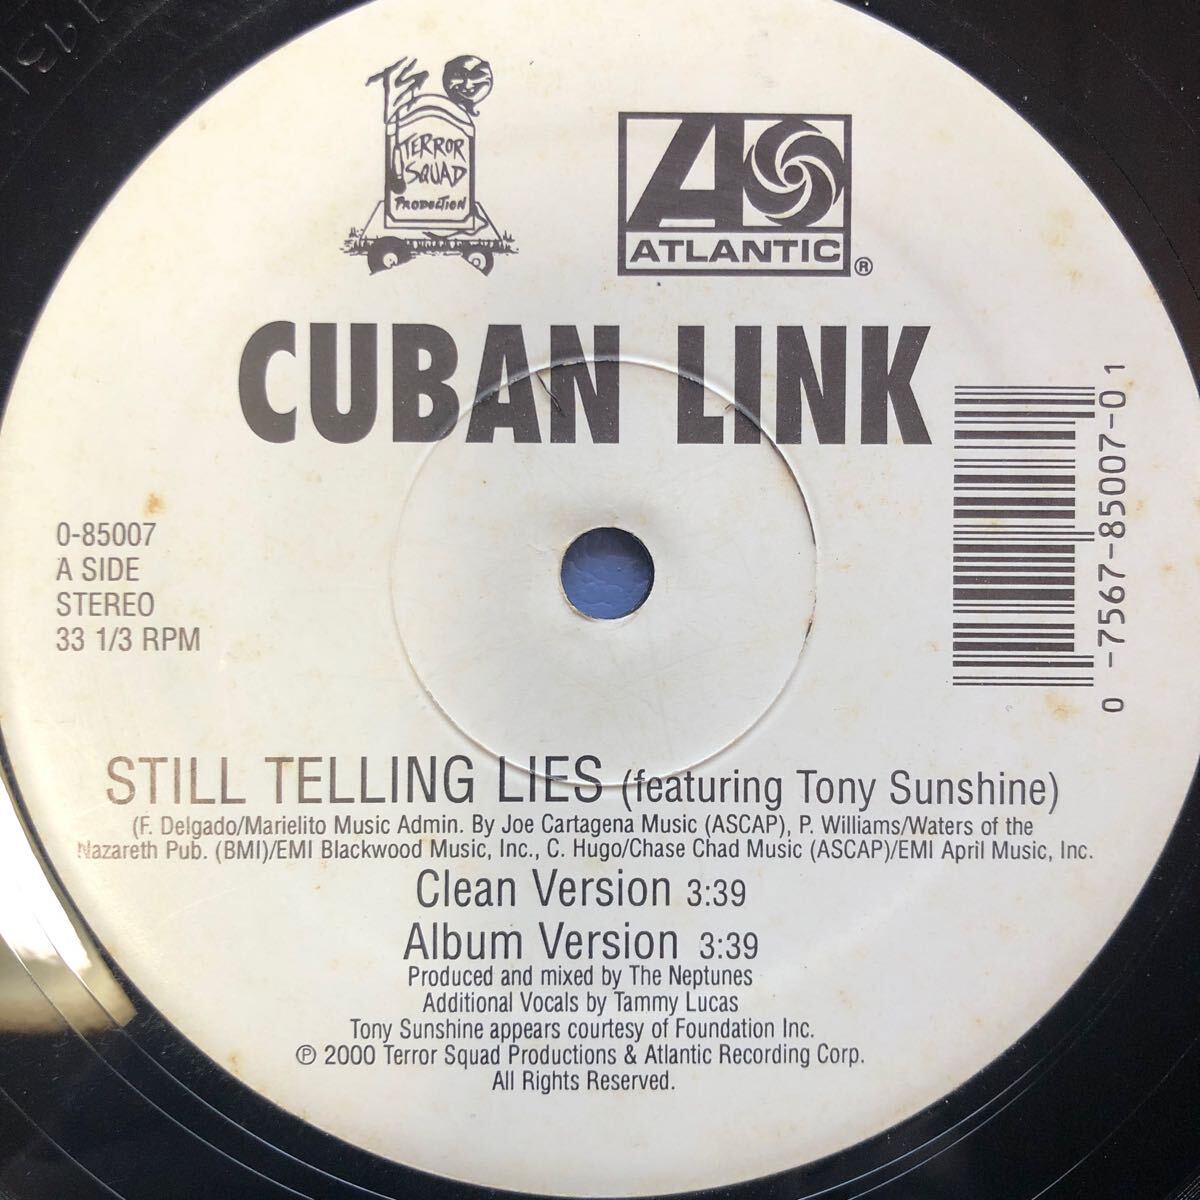 TS
TERROR
SQUAD
PRODUCTION
ATLANTIC ®
CUBAN LINK
0-85007
A SIDE
STEREO
33 1/3 RPM
0 -7567-85007-01
STILL TELLING LIES (featuring Tony Sunshine)
(F. Delgado/Marielito Music Admin. By Joe Cartagena Music (ASCAP), P. Williams/Waters of the
Nazareth Pub. (BMI)/EMI Blackwood Music, Inc., C. Hugo/Chase Chad Music (ASCAP)/EMI April Music, Inc.
Clean Version 3:39
Album Version 3:39
Produced and mixed by The Neptunes
Additional Vocals by Tammy Lucas
Tony Sunshine appears courtesy of Foundation Inc.
℗ 2000 Terror Squad Productions & Atlantic Recording Corp.
All Rights Reserved.